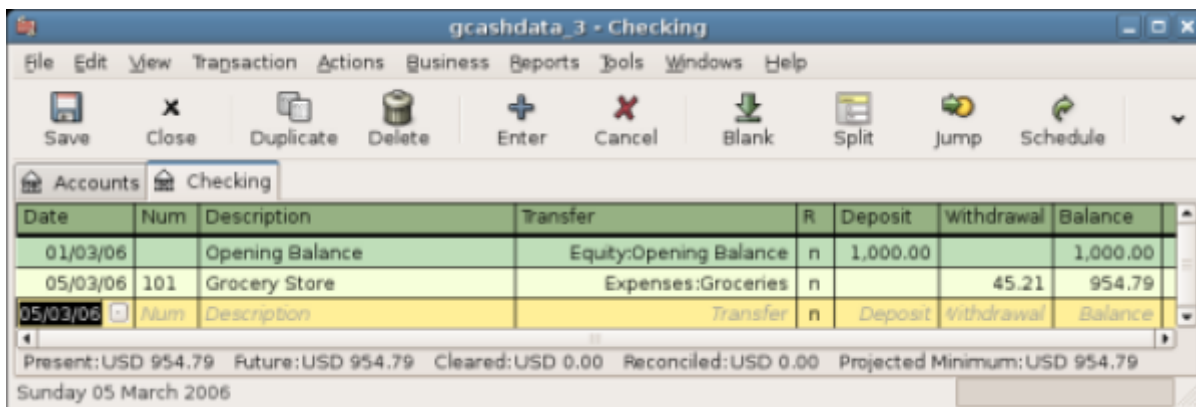 gcashdata_3 - Checking
File Edit View Transaction Actions Business Reports Tools Windows Help
Save Close Duplicate Delete Enter Cancel Blank Split Jump Schedule
Accounts Checking
Date Num Description Transfer R Deposit Withdrawal Balance
01/03/06 Opening Balance Equity:Opening Balance n 1,000.00 1,000.00
05/03/06 101 Grocery Store Expenses:Groceries n 45.21 954.79
05/03/06 Num Description Transfer n Deposit Withdrawal Balance
Present:USD 954.79 Future:USD 954.79 Cleared:USD 0.00 Reconciled:USD 0.00 Projected Minimum:USD 954.79
Sunday 05 March 2006